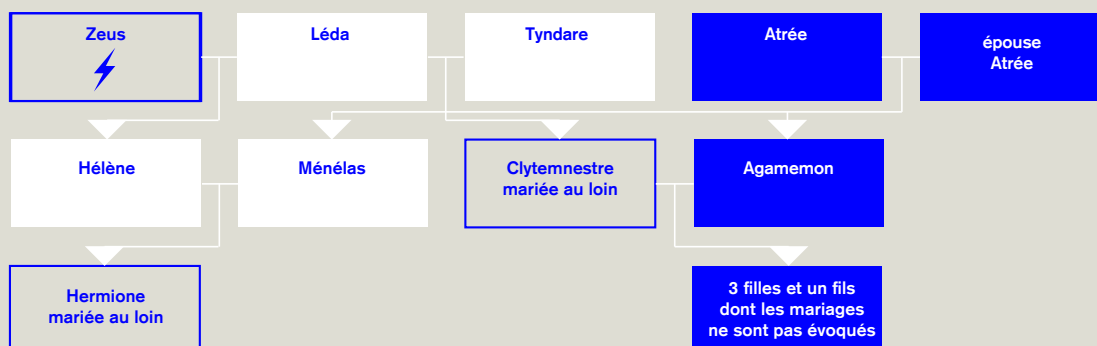 Zeus
Léda
Tyndare
Atrée
épouse
Atrée
Hélène
Ménélas
Clytemnestre
mariée au loin
Agamemon
Hermione
mariée au loin
3 filles et un fils
dont les mariages
ne sont pas évoqués